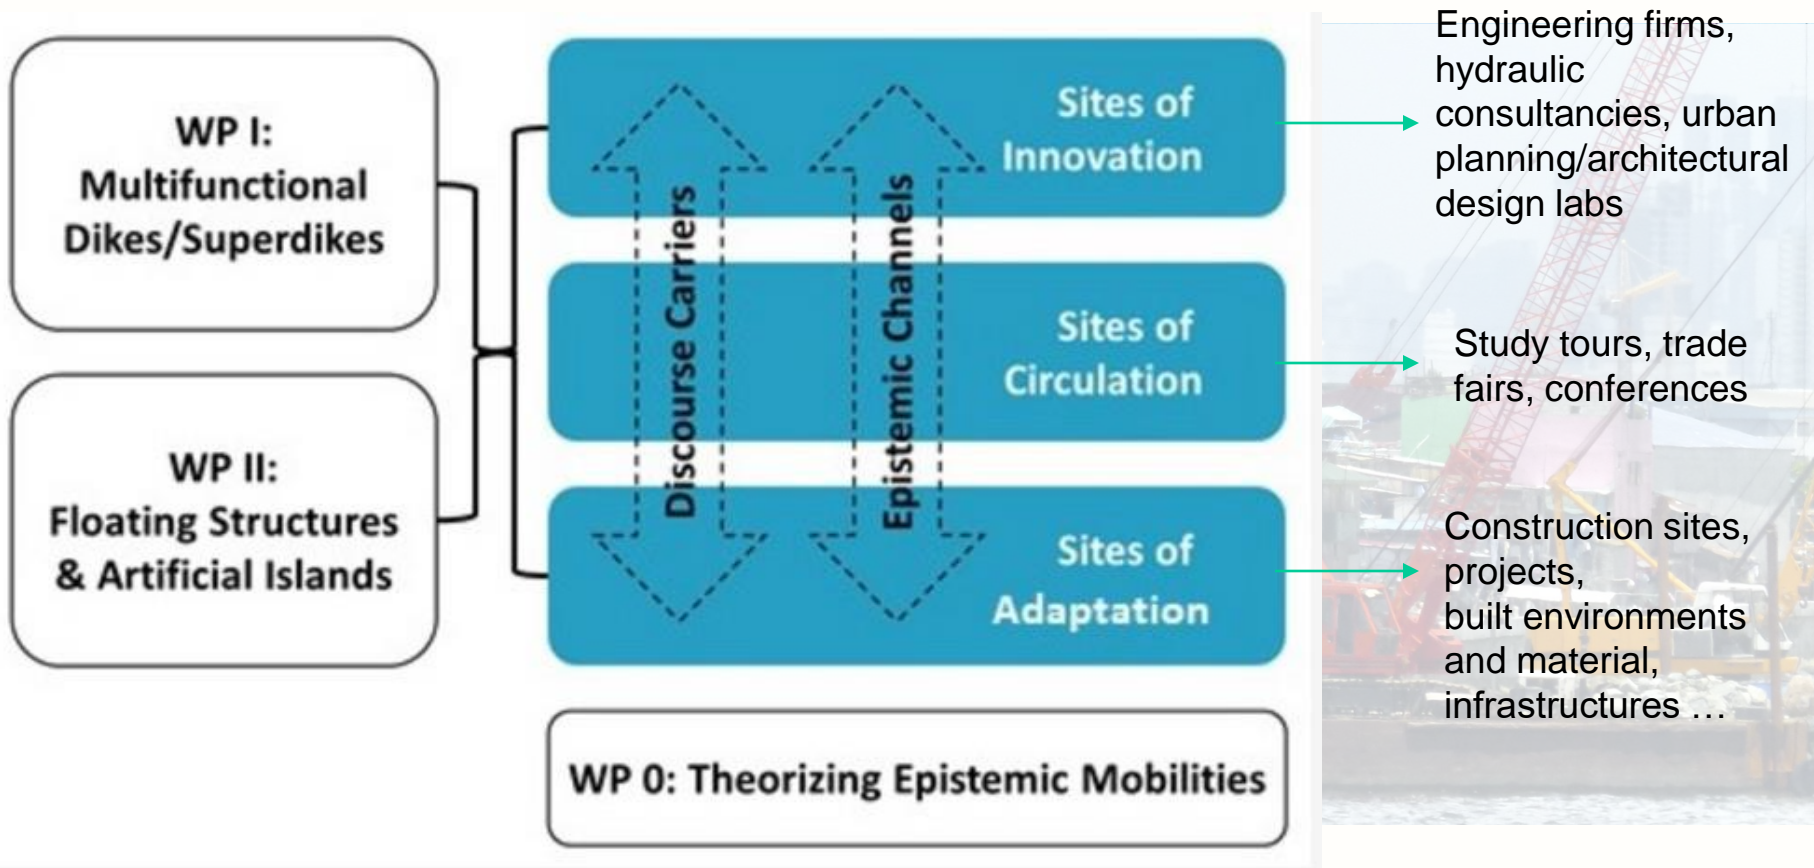 WP I:
Multifunctional
Dikes/Superdikes
WP II:
Floating Structures
& Artificial Islands
Discourse Carriers
Epistemic Channels
Sites of
Innovation
Sites of
Circulation
Sites of
Adaptation
WP 0: Theorizing Epistemic Mobilities
Engineering firms,
hydraulic
consultancies, urban
planning/architectural
design labs
Study tours, trade
fairs, conferences
Construction sites,
projects,
built environments
and material,
infrastructures …